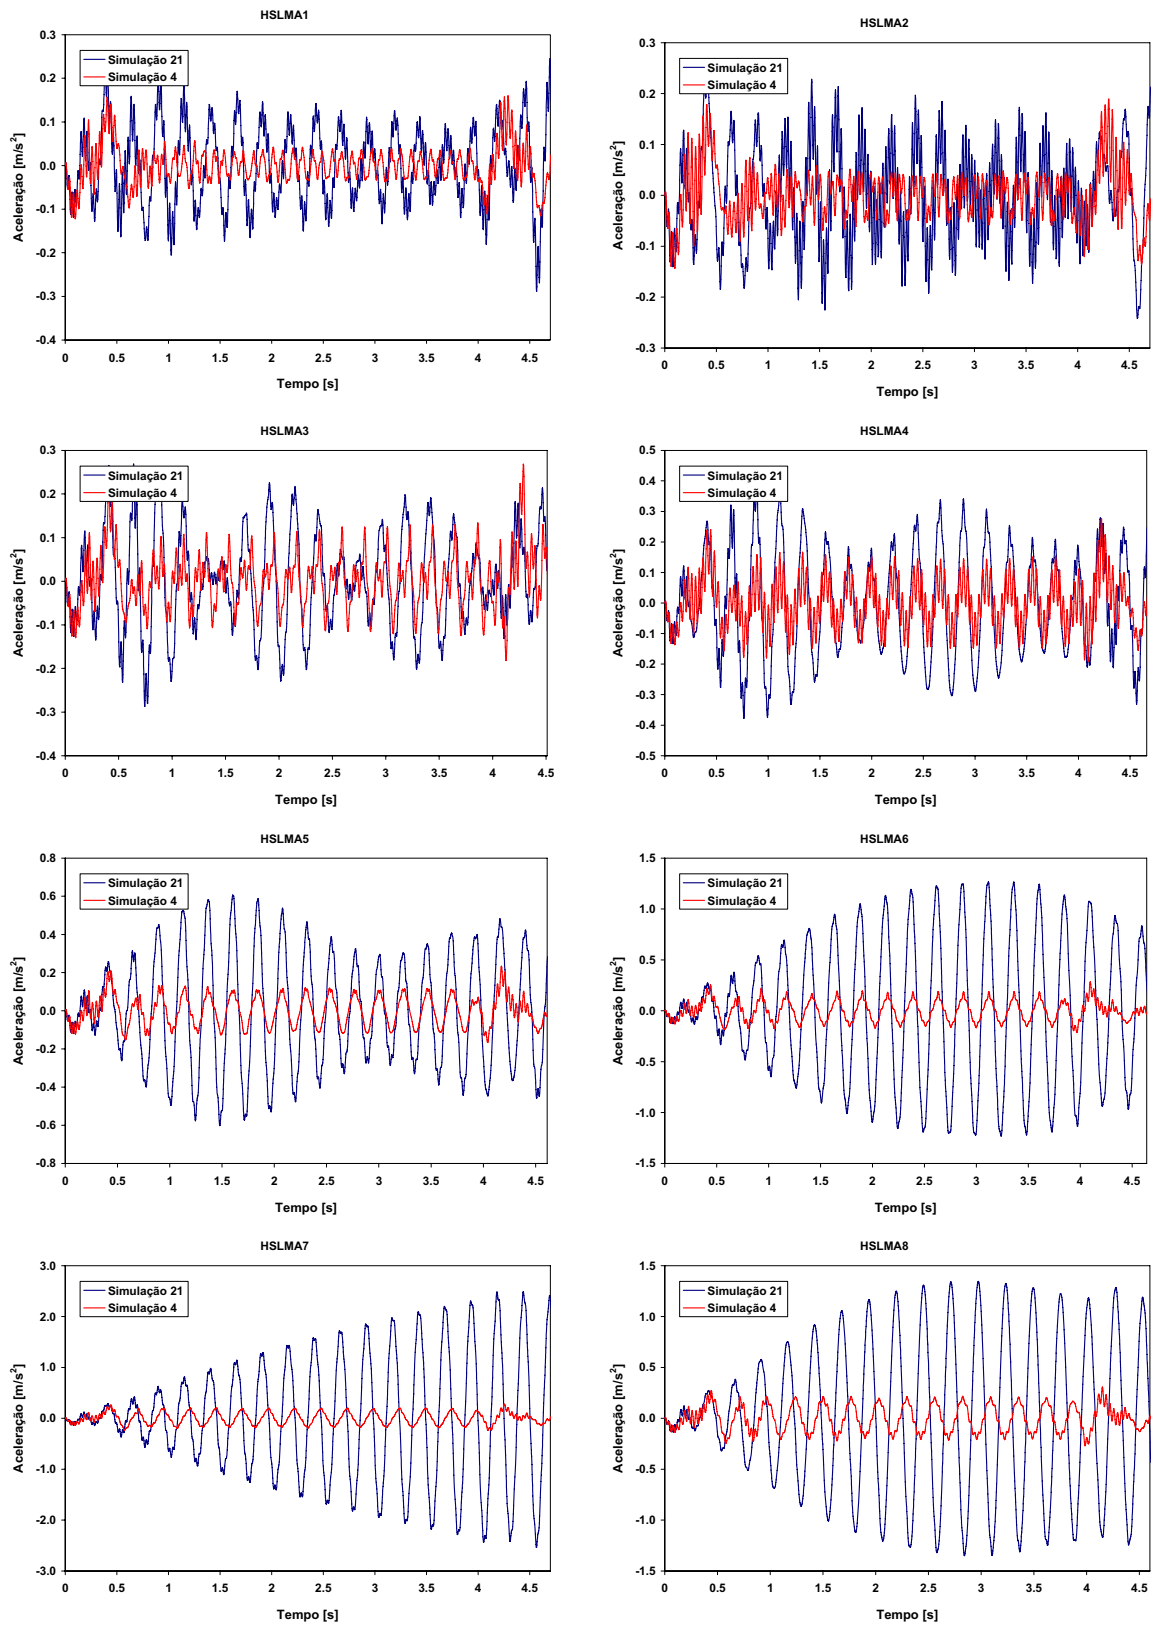 HSLMA1
0.3
0.2
0.1
0.0
-0.1
-0.2
-0.3
-0.4
Aceleração [m/s²]
Simulação 21
Simulação 4
0 0.5 1 1.5 2 2.5 3 3.5 4 4.5
Tempo [s]
HSLMA2
0.3
0.2
0.1
0.0
-0.1
-0.2
-0.3
Aceleração [m/s²]
Simulação 21
Simulação 4
0 0.5 1 1.5 2 2.5 3 3.5 4 4.5
Tempo [s]
HSLMA3
0.3
0.2
0.1
0.0
-0.1
-0.2
-0.3
-0.4
Aceleração [m/s²]
Simulação 21
Simulação 4
0 0.5 1 1.5 2 2.5 3 3.5 4 4.5
Tempo [s]
HSLMA4
0.5
0.4
0.3
0.2
0.1
0.0
-0.1
-0.2
-0.3
-0.4
-0.5
Aceleração [m/s²]
Simulação 21
Simulação 4
0 0.5 1 1.5 2 2.5 3 3.5 4 4.5
Tempo [s]
HSLMA5
0.8
0.6
0.4
0.2
0.0
-0.2
-0.4
-0.6
-0.8
Aceleração [m/s²]
Simulação 21
Simulação 4
0 0.5 1 1.5 2 2.5 3 3.5 4 4.5
Tempo [s]
HSLMA6
1.5
1.0
0.5
0.0
-0.5
-1.0
-1.5
Aceleração [m/s²]
Simulação 21
Simulação 4
0 0.5 1 1.5 2 2.5 3 3.5 4 4.5
Tempo [s]
HSLMA7
3.0
2.0
1.0
0.0
-1.0
-2.0
-3.0
Aceleração [m/s²]
Simulação 21
Simulação 4
0 0.5 1 1.5 2 2.5 3 3.5 4 4.5
Tempo [s]
HSLMA8
1.5
1.0
0.5
0.0
-0.5
-1.0
-1.5
Aceleração [m/s²]
Simulação 21
Simulação 4
0 0.5 1 1.5 2 2.5 3 3.5 4 4.5
Tempo [s]